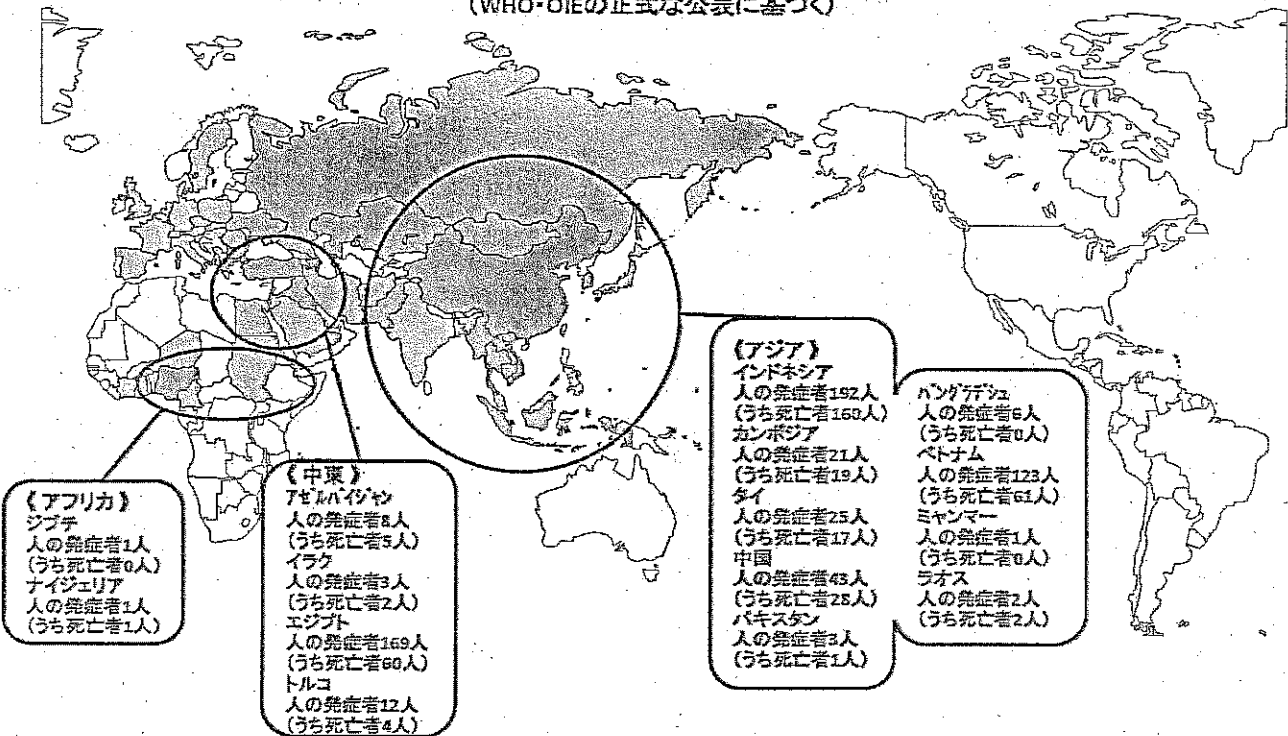 (WHO・OIEの正式な公表に基づく)
《アフリカ》
ジブチ
人の発症者1人
(うち死亡者0人)
ナイジェリア
人の発症者1人
(うち死亡者1人)
《中東》
アゼルバイジャン
人の発症者8人
(うち死亡者5人)
イラク
人の発症者3人
(うち死亡者2人)
エジプト
人の発症者169人
(うち死亡者60人)
トルコ
人の発症者12人
(うち死亡者4人)
《アジア》
インドネシア
人の発症者192人
(うち死亡者160人)
カンボジア
人の発症者21人
(うち死亡者19人)
タイ
人の発症者25人
(うち死亡者17人)
中国
人の発症者43人
(うち死亡者28人)
パキスタン
人の発症者3人
(うち死亡者1人)
バングラデシュ
人の発症者6人
(うち死亡者0人)
ベトナム
人の発症者123人
(うち死亡者61人)
ミャンマー
人の発症者1人
(うち死亡者0人)
ラオス
人の発症者2人
(うち死亡者2人)